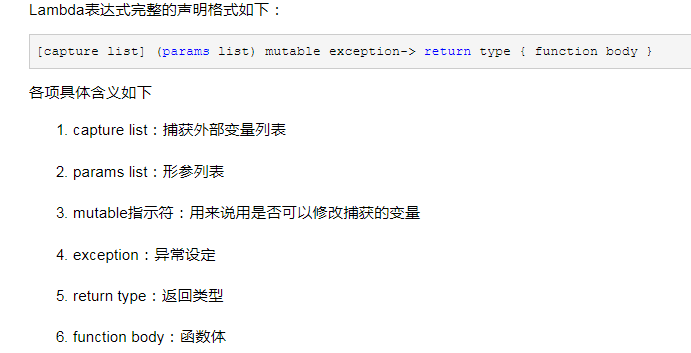 Lambda表达式完整的声明格式如下：
[capture list] (params list) mutable exception-> return type { function body }
各项具体含义如下
1. capture list：捕获外部变量列表
2. params list：形参列表
3. mutable指示符：用来说用是否可以修改捕获的变量
4. exception：异常设定
5. return type：返回类型
6. function body：函数体